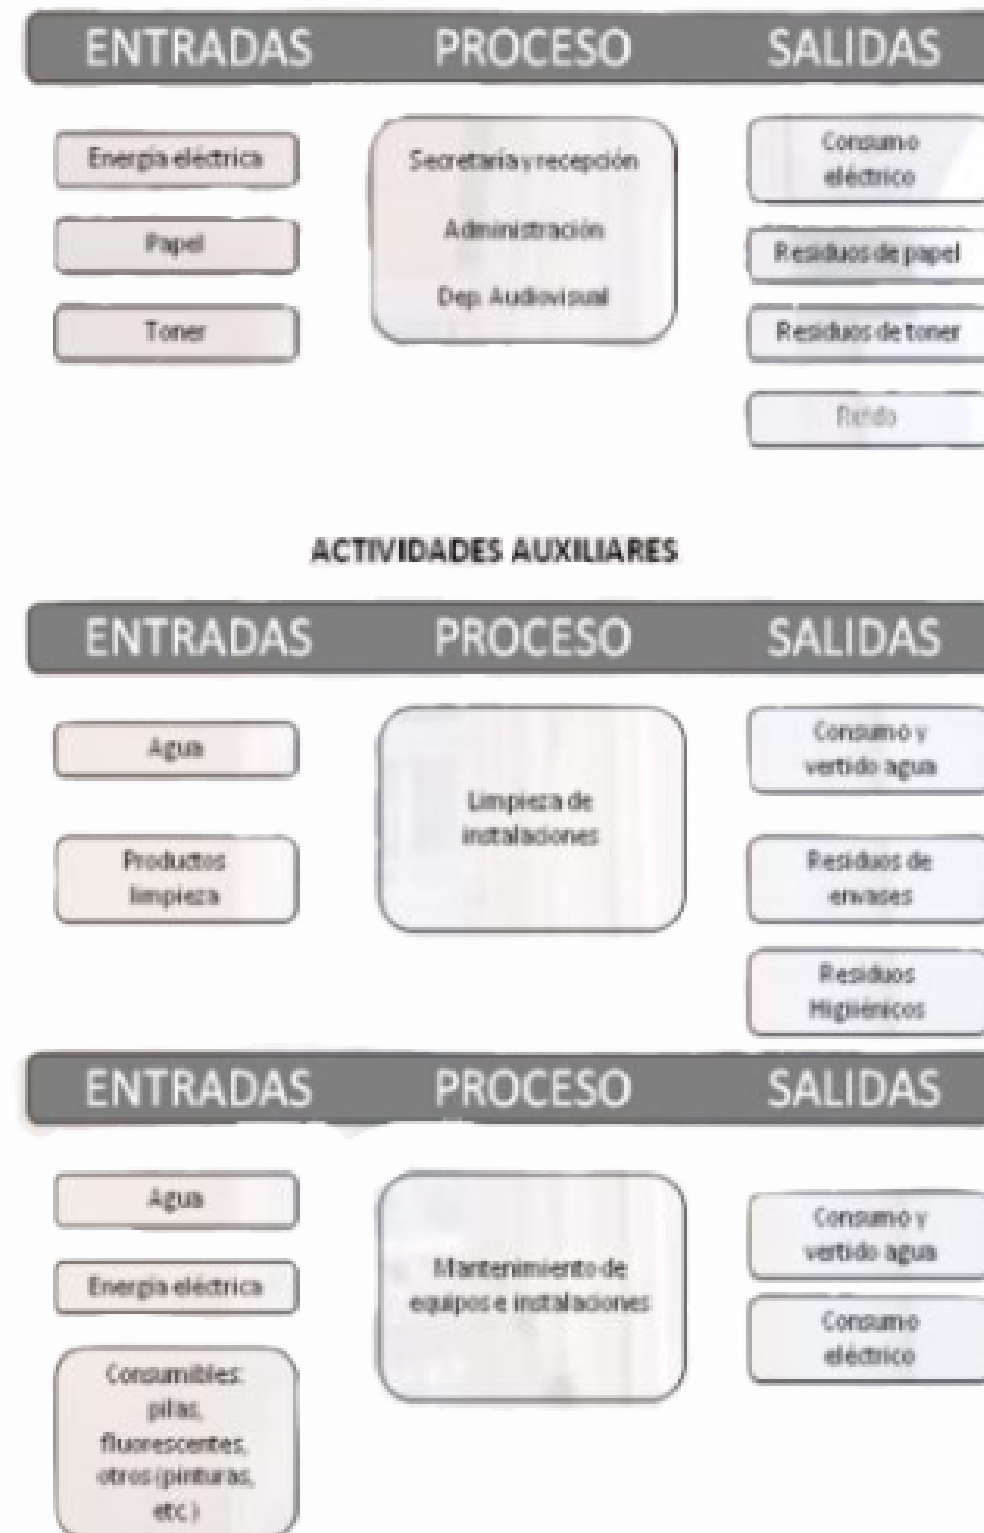 ENTRADAS PROCESO SALIDAS
Energía eléctrica
Papel
Toner
Secretaría y recepción
Administración
Dep. Audiovisual
Consumo
eléctrico
Residuos de papel
Residuos de toner
Ruido
ACTIVIDADES AUXILIARES
ENTRADAS PROCESO SALIDAS
Agua
Productos
limpieza
Limpieza de
instalaciones
Consumo y
vertido agua
Residuos de
envases
Residuos
Higiiénicos
ENTRADAS PROCESO SALIDAS
Agua
Energía eléctrica
Consumibles:
pilas,
fluorescentes,
otros (pinturas,
etc.)
Mantenimiento de
equipos e instalaciones
Consumo y
vertido agua
Consumo
eléctrico